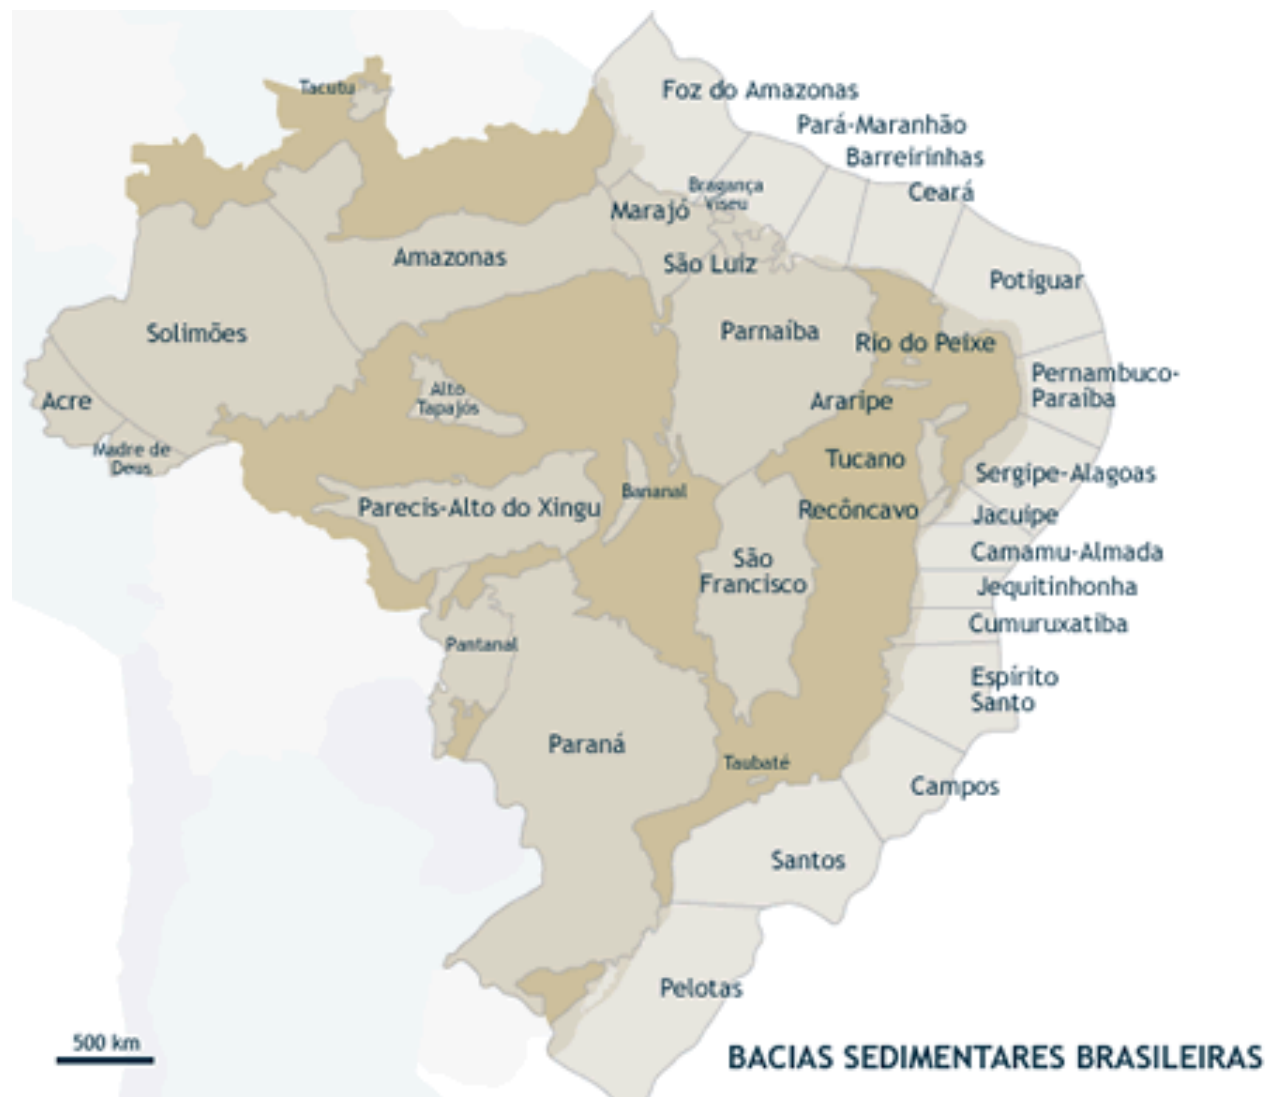 Tacutu
Foz do Amazonas
Pará-Maranhão
Barreirinhas
Ceará
Bragança
Viseu
Marajó
São Luiz
Amazonas
Potiguar
Solimões
Parnaíba
Rio do Peixe
Pernambuco-
Paraíba
Acre
Alto
Tapajós
Araripe
Madre de
Deus
Tucano
Sergipe-Alagoas
Bananal
Parecis-Alto do Xingu
Recôncavo
Jacuípe
São
Francisco
Camamu-Almada
Jequitinhonha
Cumuruxatiba
Pantanal
Espírito
Santo
Paraná
Taubaté
Campos
Santos
Pelotas
500 km
BACIAS SEDIMENTARES BRASILEIRAS